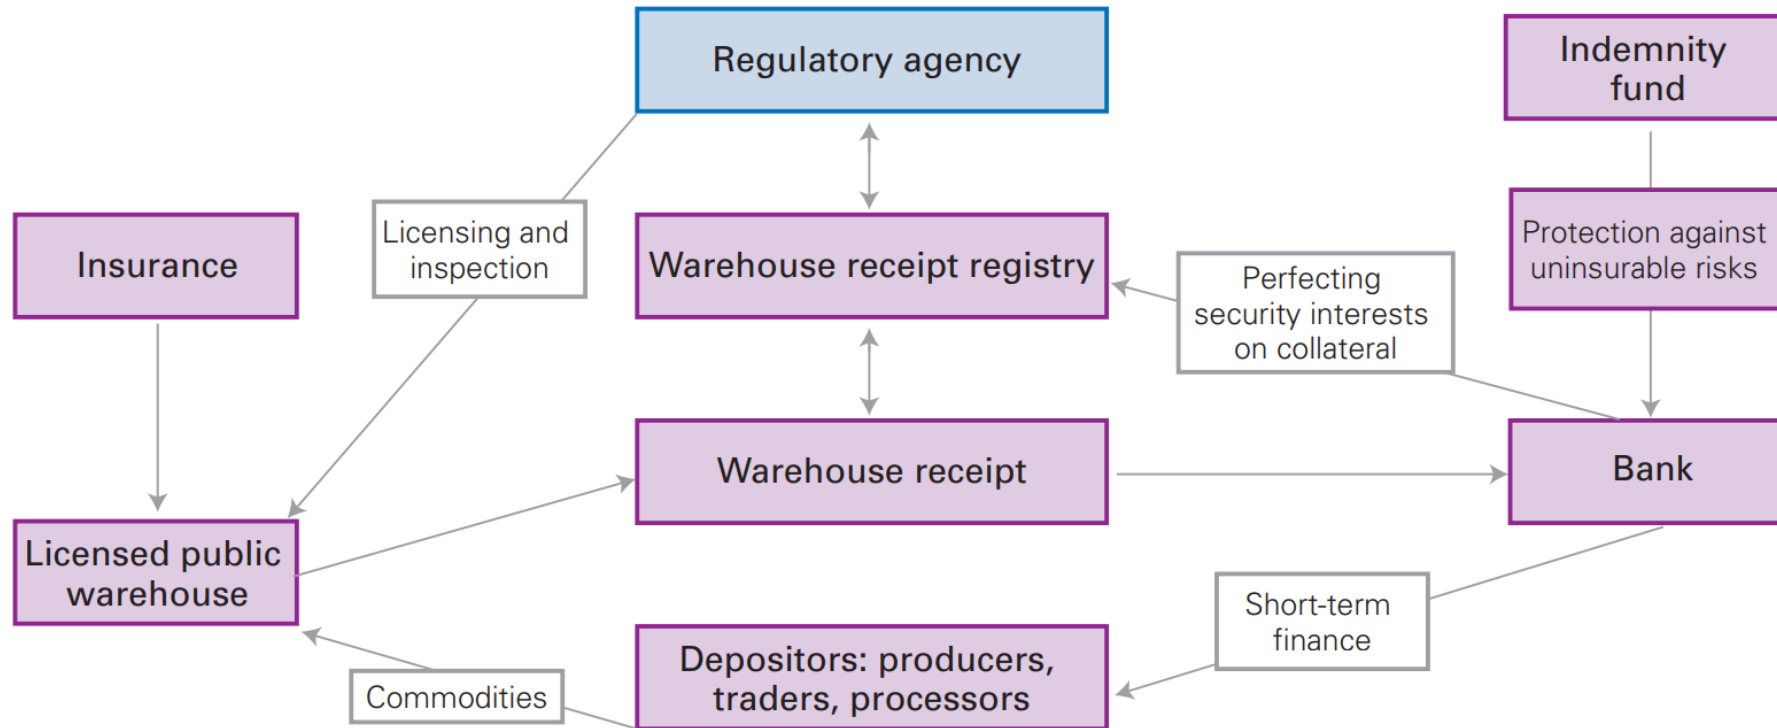 Regulatory agency
Indemnity
fund
Licensing and
inspection
Insurance
Warehouse receipt registry
Protection against
uninsurable risks
Perfecting
security interests
on collateral
Warehouse receipt
Bank
Licensed public
warehouse
Short-term
finance
Depositors: producers,
traders, processors
Commodities